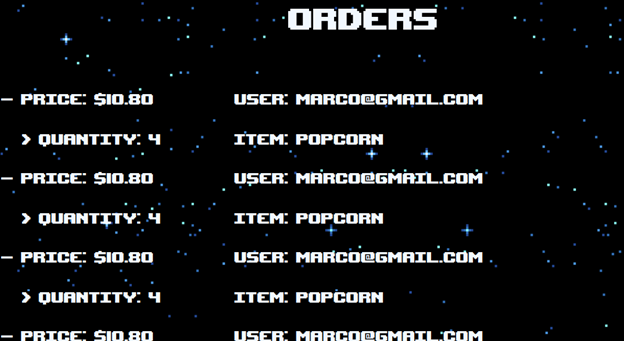 ORDERS
– PRICE: $10.80 USER: MARCO@GMAIL.COM
> QUANTITY: 4 ITEM: POPCORN
– PRICE: $10.80 USER: MARCO@GMAIL.COM
> QUANTITY: 4 ITEM: POPCORN
– PRICE: $10.80 USER: MARCO@GMAIL.COM
> QUANTITY: 4 ITEM: POPCORN
– PRICE: $10.80 USER: MARCO@GMAIL.COM